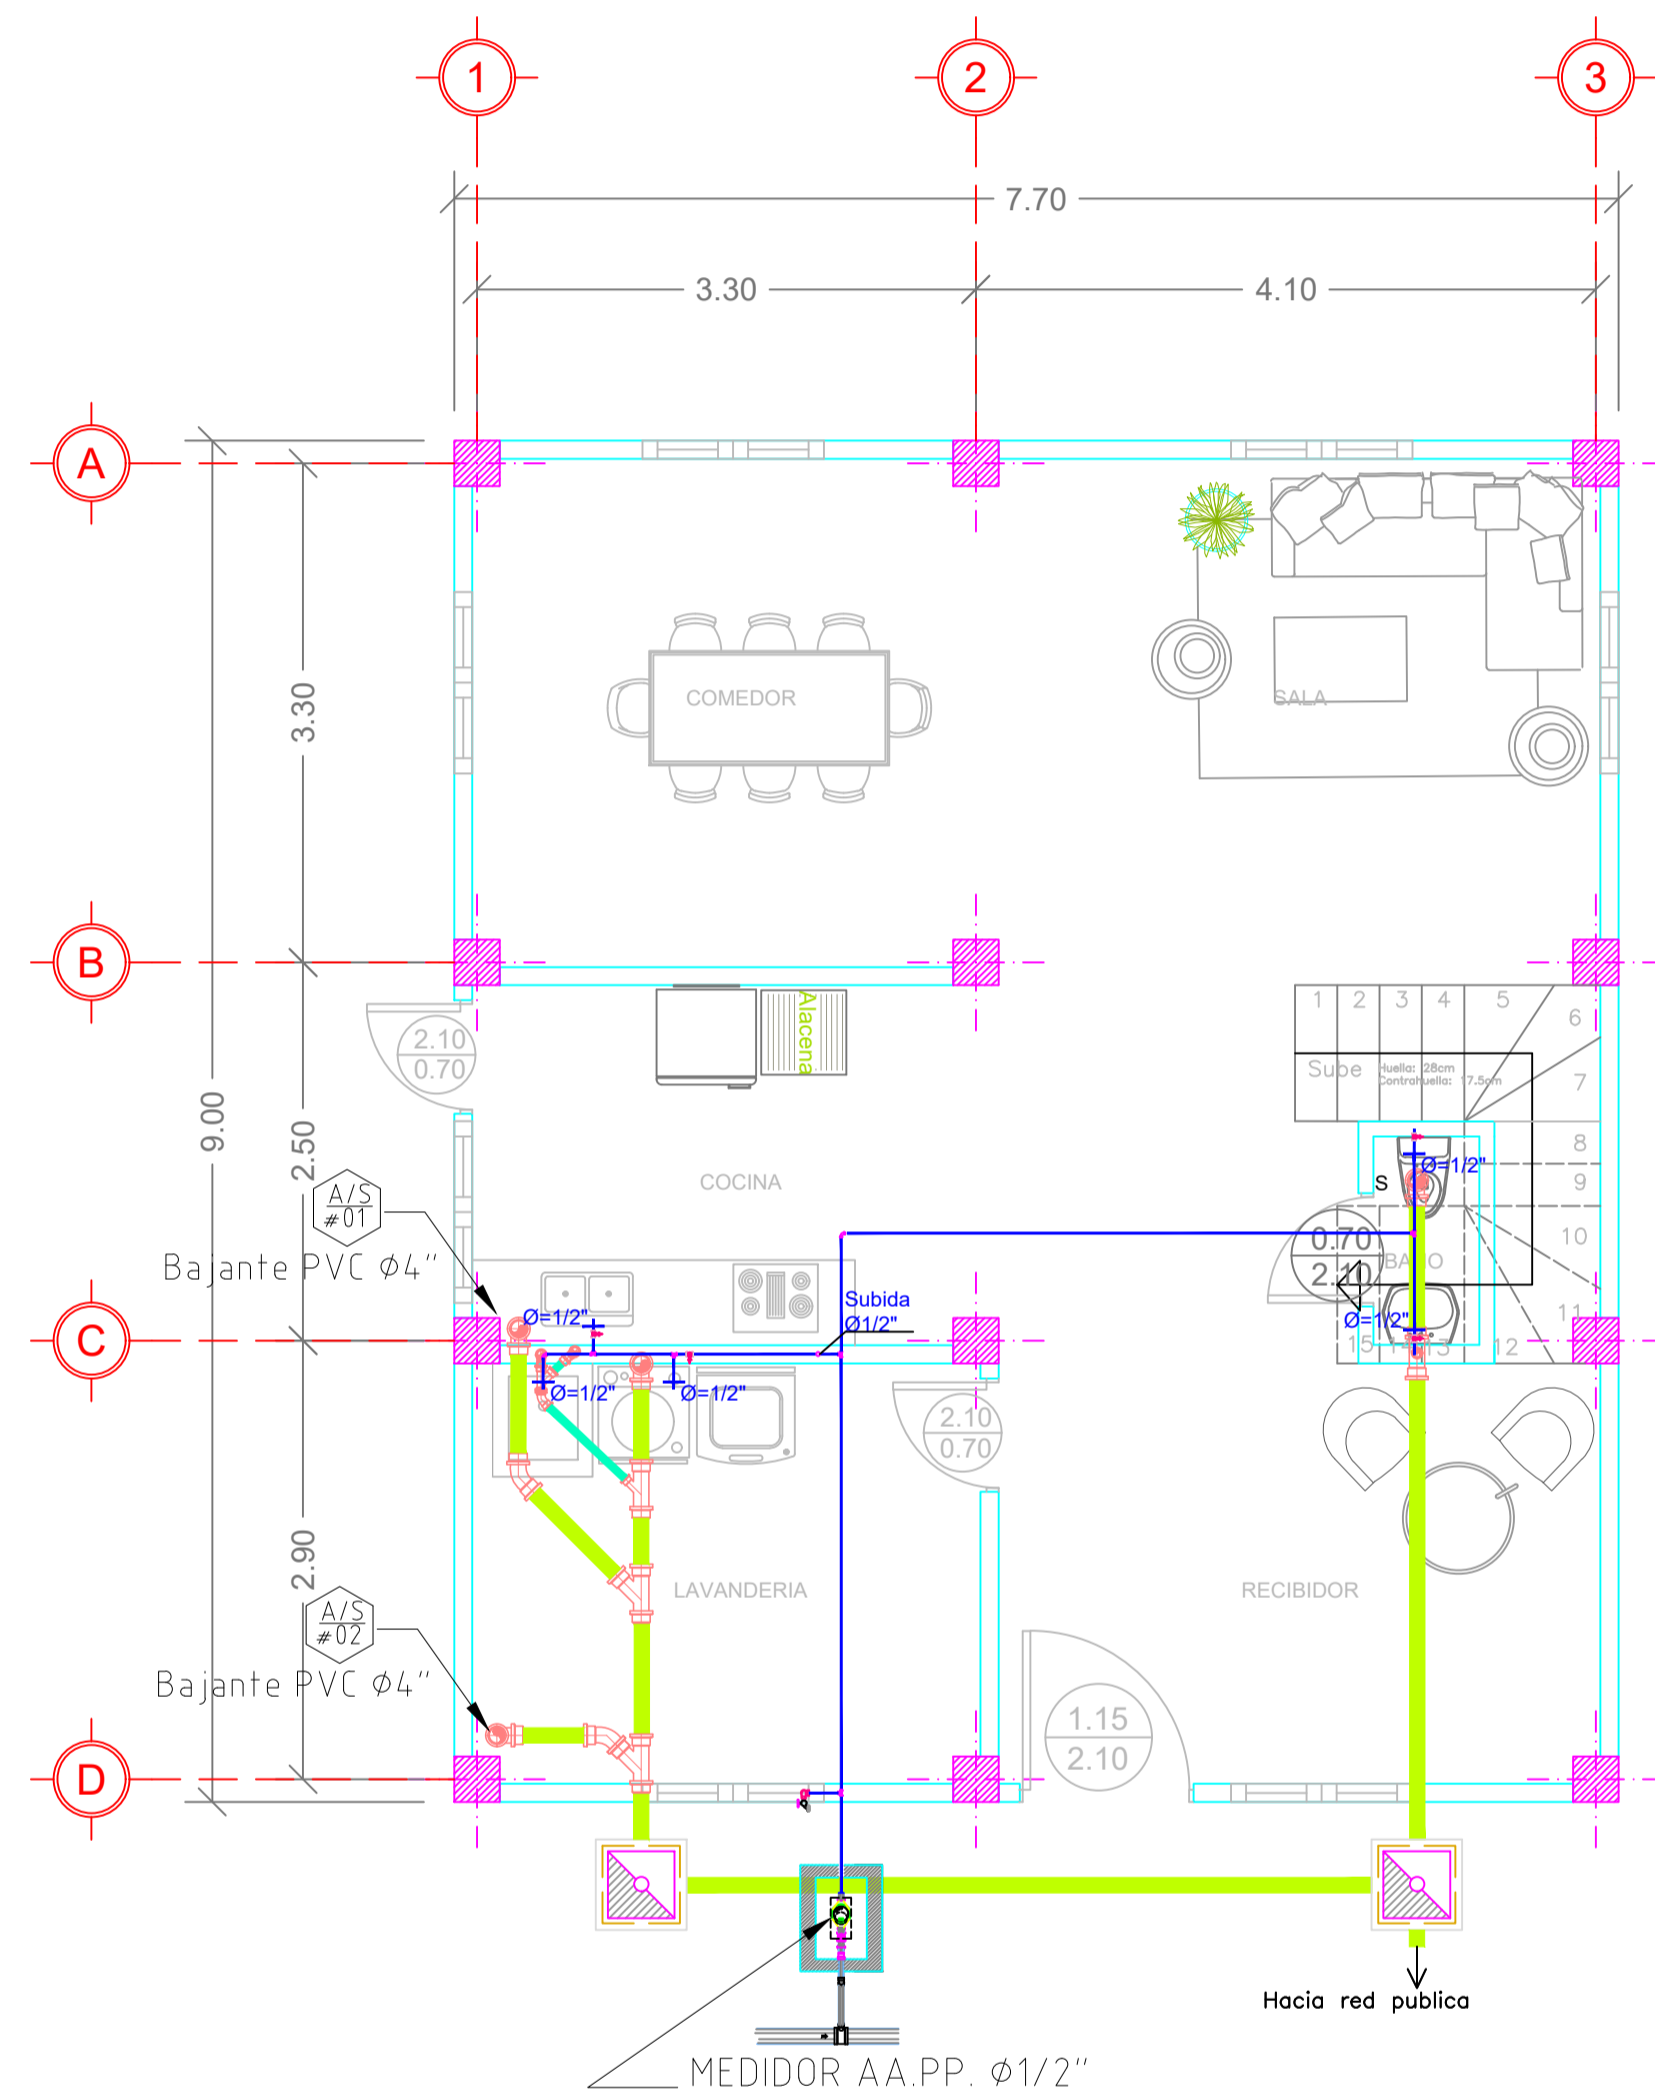 1
2
3
7.70
3.30
4.10
A
COMEDOR
SALA
3.30
B
1
2
3
4
5
6
7
8
9
10
11
12
13
14
15
Sube
Huella: 28cm
Contrahuella: 17.5cm
Alacena
2.10
0.70
9.00
2.50
A/S
#01
Bajante PVC Ø4"
COCINA
Ø=1/2"
S
0.70
2.10
BAÑO
Subida
Ø1/2"
Ø=1/2"
Ø=1/2"
C
Ø=1/2"
Ø=1/2"
2.10
0.70
2.90
LAVANDERIA
RECIBIDOR
A/S
#02
Bajante PVC Ø4"
1.15
2.10
D
Hacia red publica
MEDIDOR AA.PP. Ø1/2"